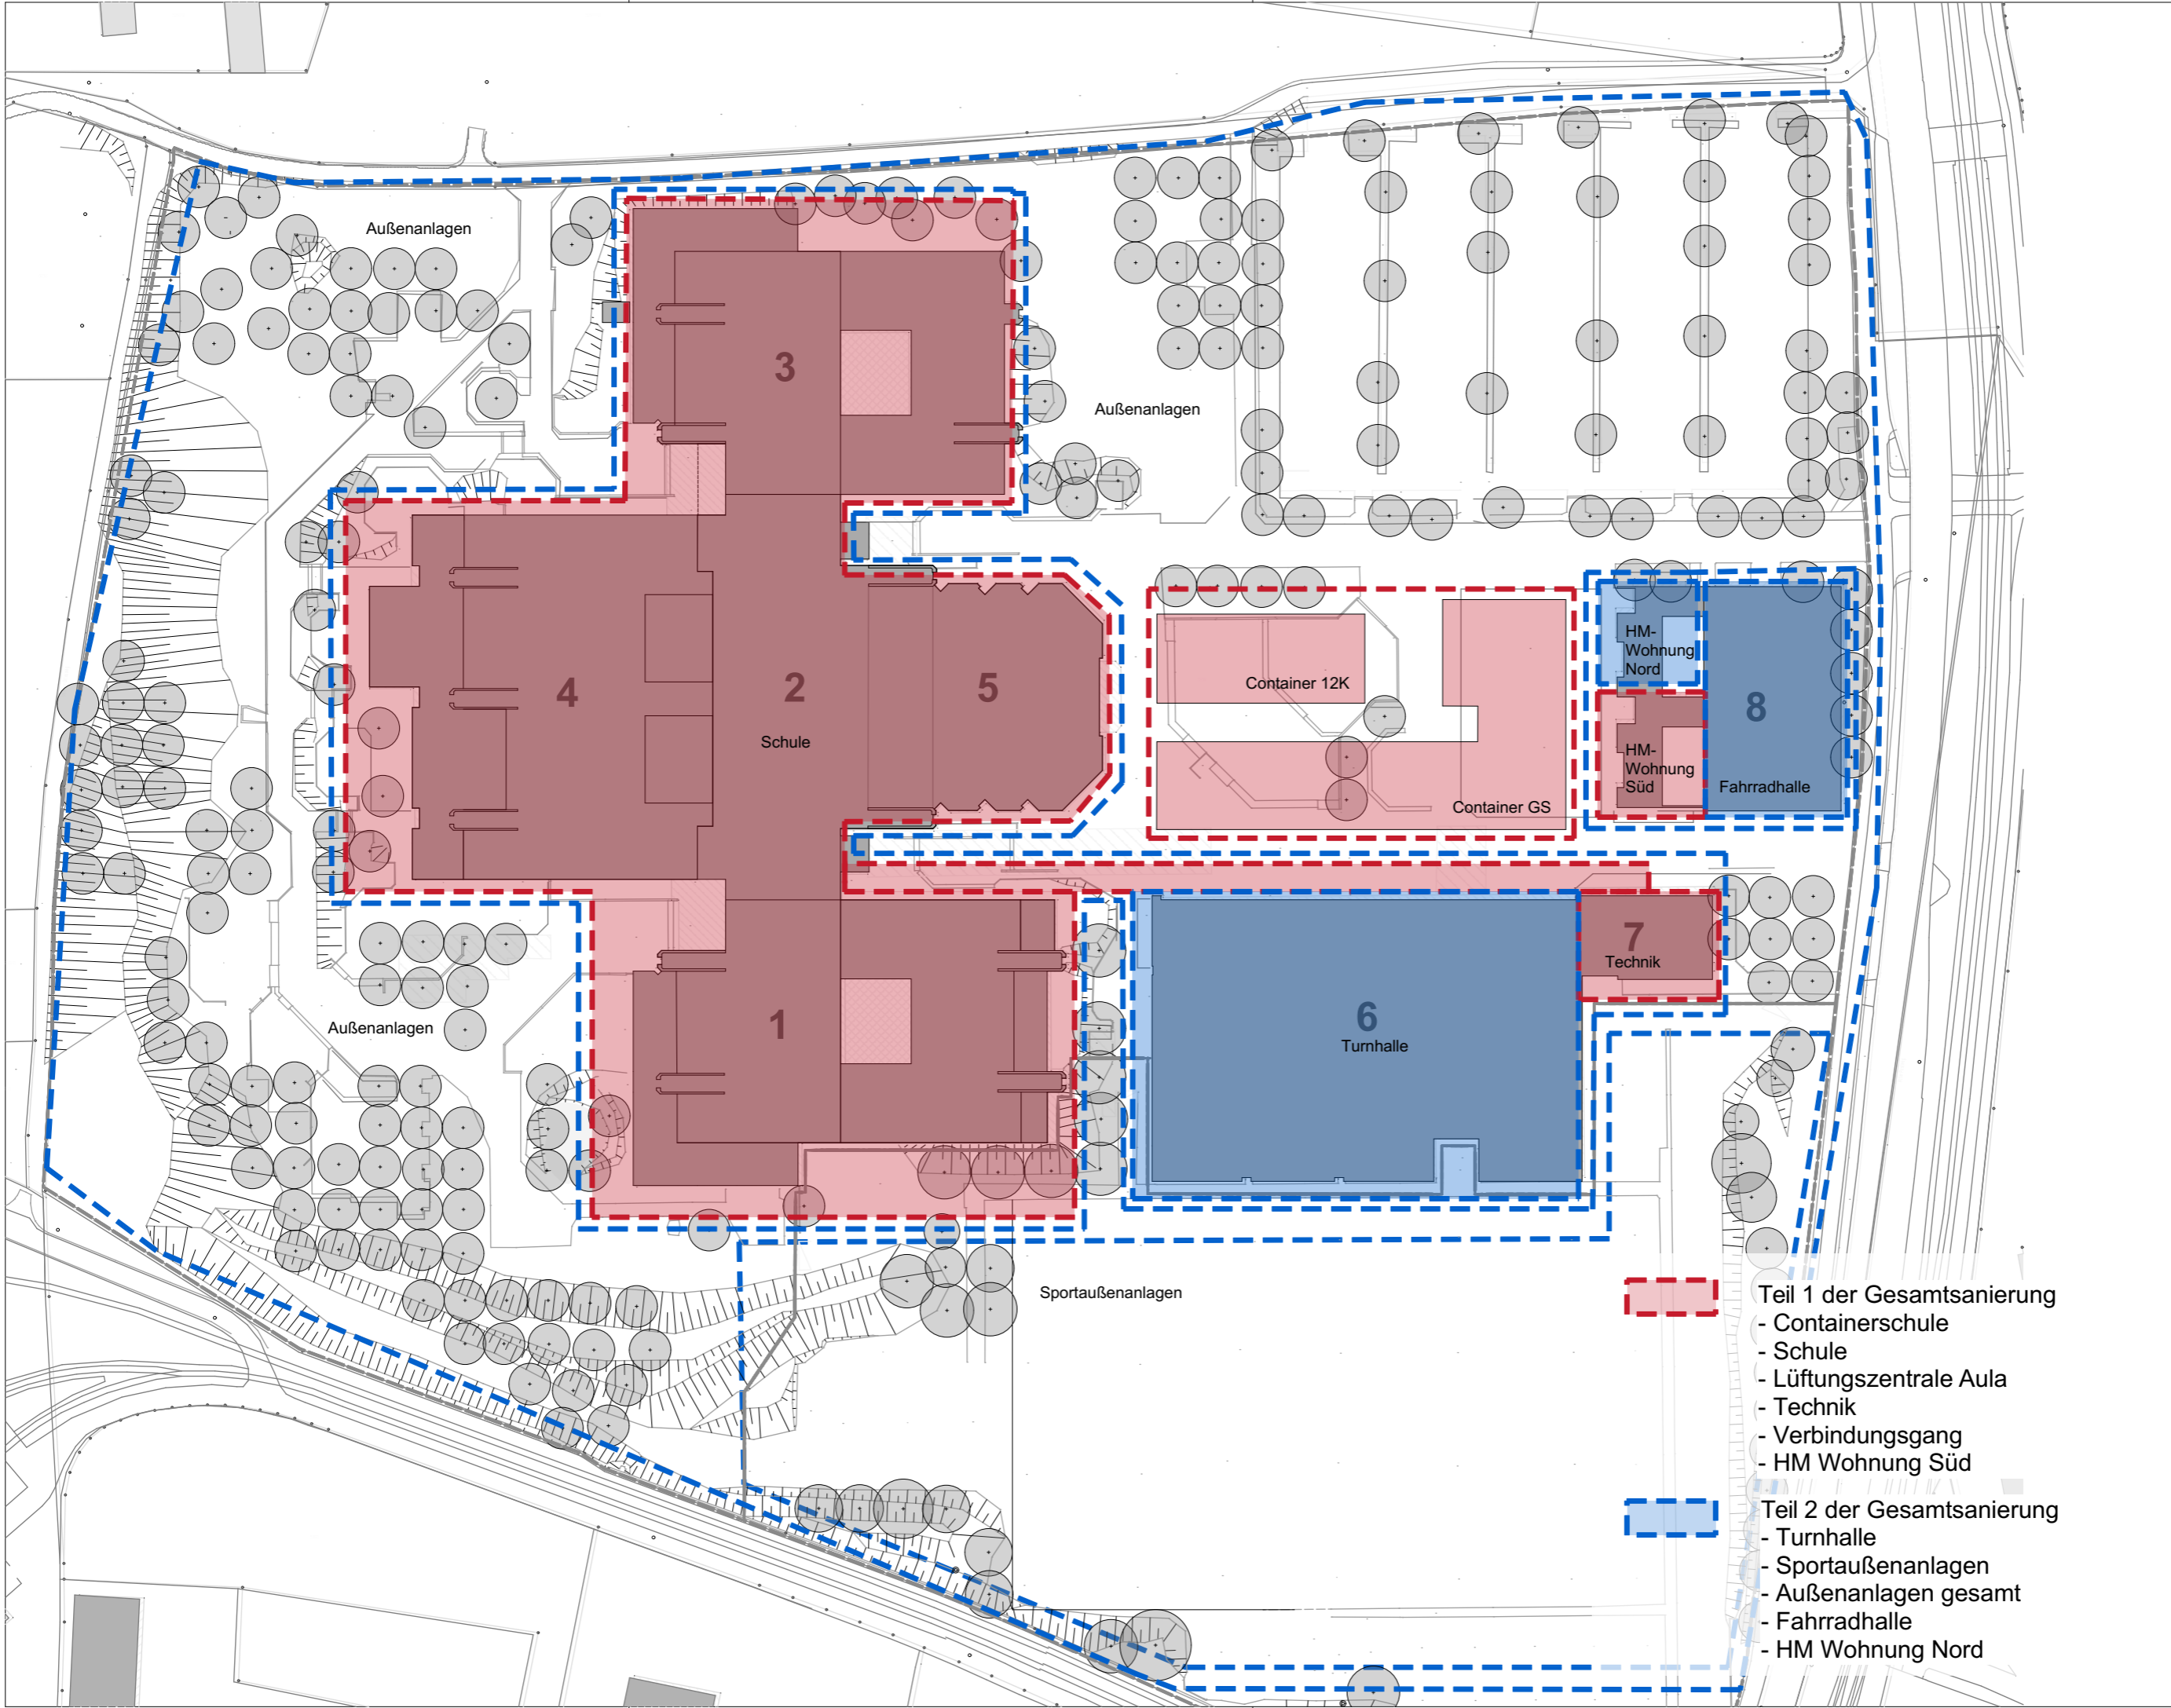 Außenanlagen
3
Außenanlagen
HM-
Wohnung
Nord
Container 12K
4
2
5
8
Schule
HM-
Wohnung
Süd
Fahrradhalle
Container GS
7
Technik
1
6
Turnhalle
Außenanlagen
Sportaußenanlagen
Teil 1 der Gesamtsanierung
- Containerschule
- Schule
- Lüftungszentrale Aula
- Technik
- Verbindungsgang
- HM Wohnung Süd
Teil 2 der Gesamtsanierung
- Turnhalle
- Sportaußenanlagen
- Außenanlagen gesamt
- Fahrradhalle
- HM Wohnung Nord